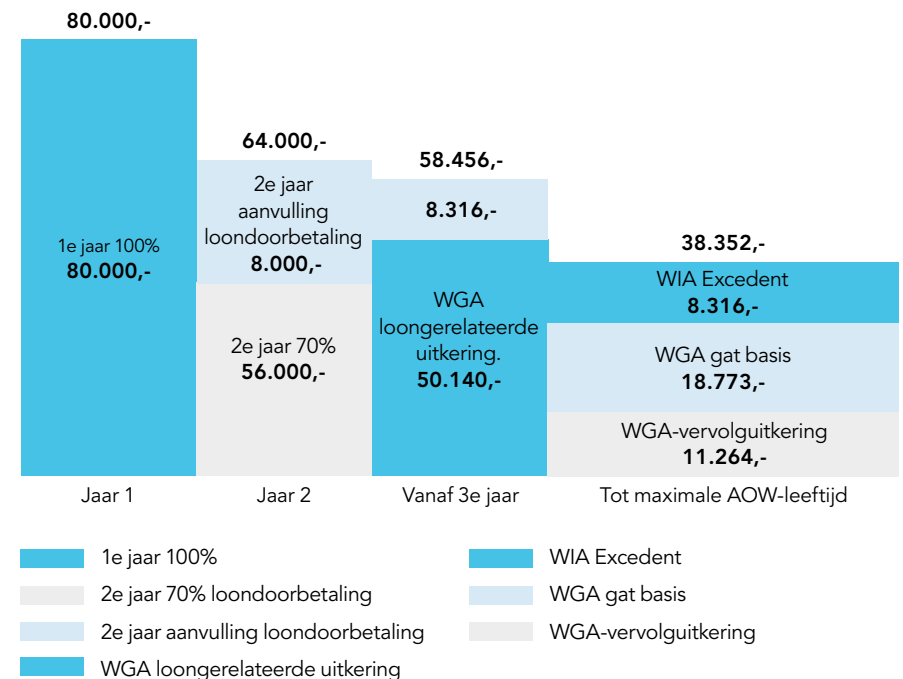 80.000,-
1e jaar 100%
80.000,-
64.000,-
2e jaar
aanvulling
loondoorbetaling
8.000,-
2e jaar 70%
56.000,-
58.456,-
8.316,-
WGA
loongerelateerde
uitkering.
50.140,-
38.352,-
WIA Excedent
8.316,-
WGA gat basis
18.773,-
WGA-vervolguitkering
11.264,-
Jaar 1
Jaar 2
Vanaf 3e jaar
Tot maximale AOW-leeftijd
1e jaar 100%
2e jaar 70% loondoorbetaling
2e jaar aanvulling loondoorbetaling
WGA loongerelateerde uitkering
WIA Excedent
WGA gat basis
WGA-vervolguitkering